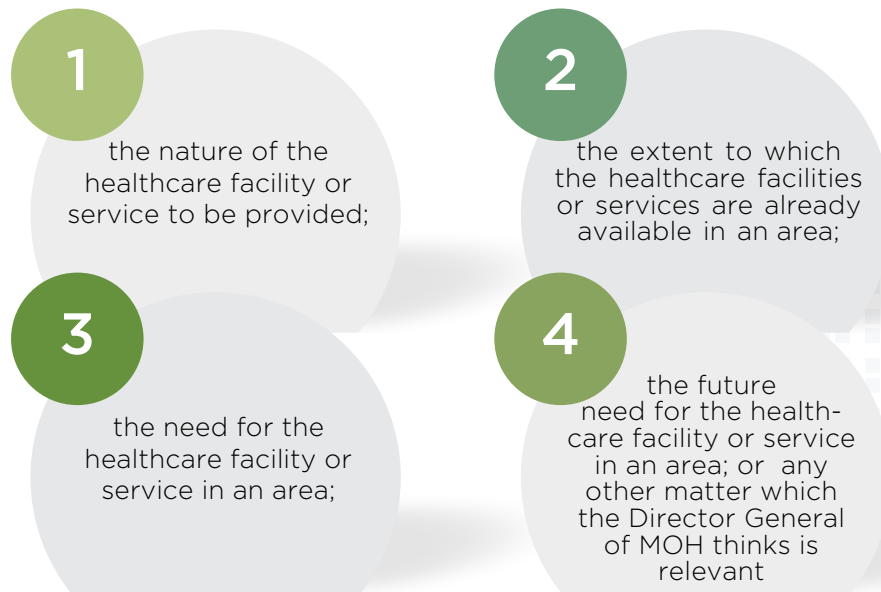 1
the nature of the
healthcare facility or
service to be provided;
2
the extent to which
the healthcare facilities
or services are already
available in an area;
3
the need for the
healthcare facility or
service in an area;
4
the future
need for the health-
care facility or service
in an area; or any
other matter which
the Director General
of MOH thinks is
relevant